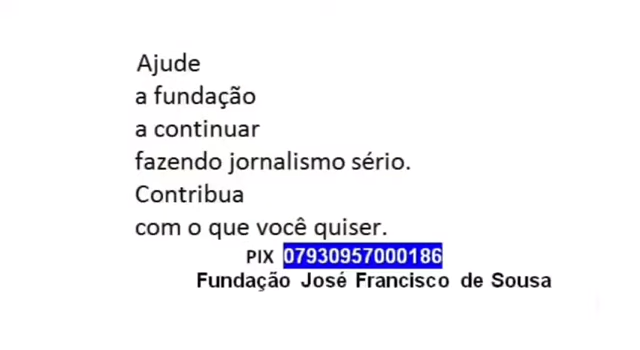 Ajude
a fundação
a continuar
fazendo jornalismo sério.
Contribua
com o que você quiser.
PIX 07930957000186
Fundação José Francisco de Sousa